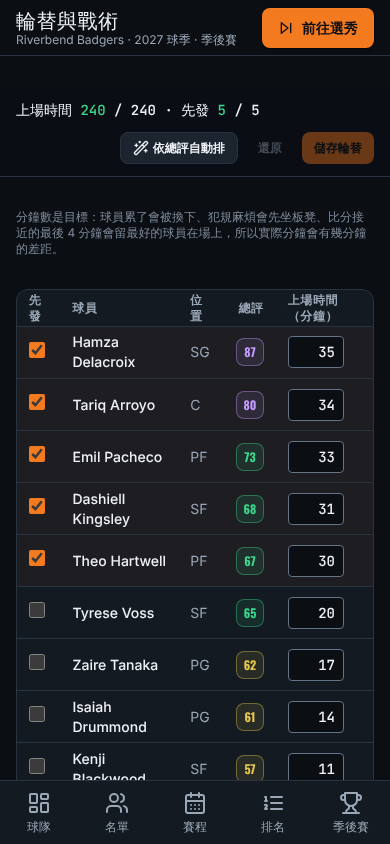 輪替與戰術
Riverbend Badgers · 2027 球季 · 季後賽
前往選秀
上場時間 240 / 240 · 先發 5 / 5
依總評自動排
還原
儲存輪替
分鐘數是目標：球員累了會被換下、犯規麻煩會先坐板凳、比分接
近的最後 4 分鐘會留最好的球員在場上，所以實際分鐘會有幾分鐘
的差距。
先發 球員 位置 總評 上場時間（分鐘）
Hamza Delacroix SG 87 35
Tariq Arroyo C 80 34
Emil Pacheco PF 73 33
Dashiell Kingsley SF 68 31
Theo Hartwell PF 67 30
Tyrese Voss SF 65 20
Zaire Tanaka PG 62 17
Isaiah Drummond PG 61 14
Kenji Blackwood SF 57 11
球隊 名單 賽程 排名 季後賽